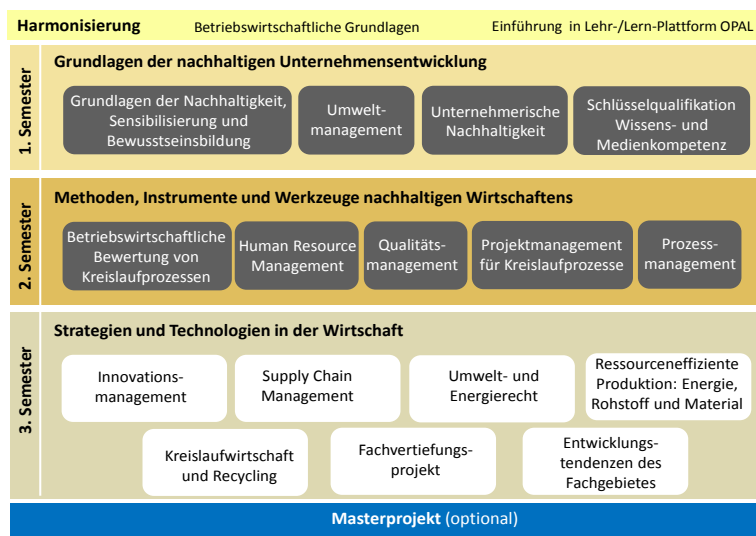 Harmonisierung Betriebswirtschaftliche Grundlagen Einführung in Lehr-/Lern-Plattform OPAL
1. Semester
Grundlagen der nachhaltigen Unternehmensentwicklung
Grundlagen der Nachhaltigkeit,
Sensibilisierung und
Bewusstseinsbildung
Umwelt-
management
Unternehmerische
Nachhaltigkeit
Schlüsselqualifikation
Wissens- und
Medienkompetenz
2. Semester
Methoden, Instrumente und Werkzeuge nachhaltigen Wirtschaftens
Betriebswirtschaftliche
Bewertung von
Kreislaufprozessen
Human Resource
Management
Qualitäts-
management
Projektmanagement
für Kreislaufprozesse
Prozess-
management
3. Semester
Strategien und Technologien in der Wirtschaft
Innovations-
management
Supply Chain
Management
Umwelt- und
Energierecht
Ressourceneffiziente
Produktion: Energie,
Rohstoff und Material
Kreislaufwirtschaft
und Recycling
Fachvertiefungs-
projekt
Entwicklungs-
tendenzen des
Fachgebietes
Masterprojekt (optional)